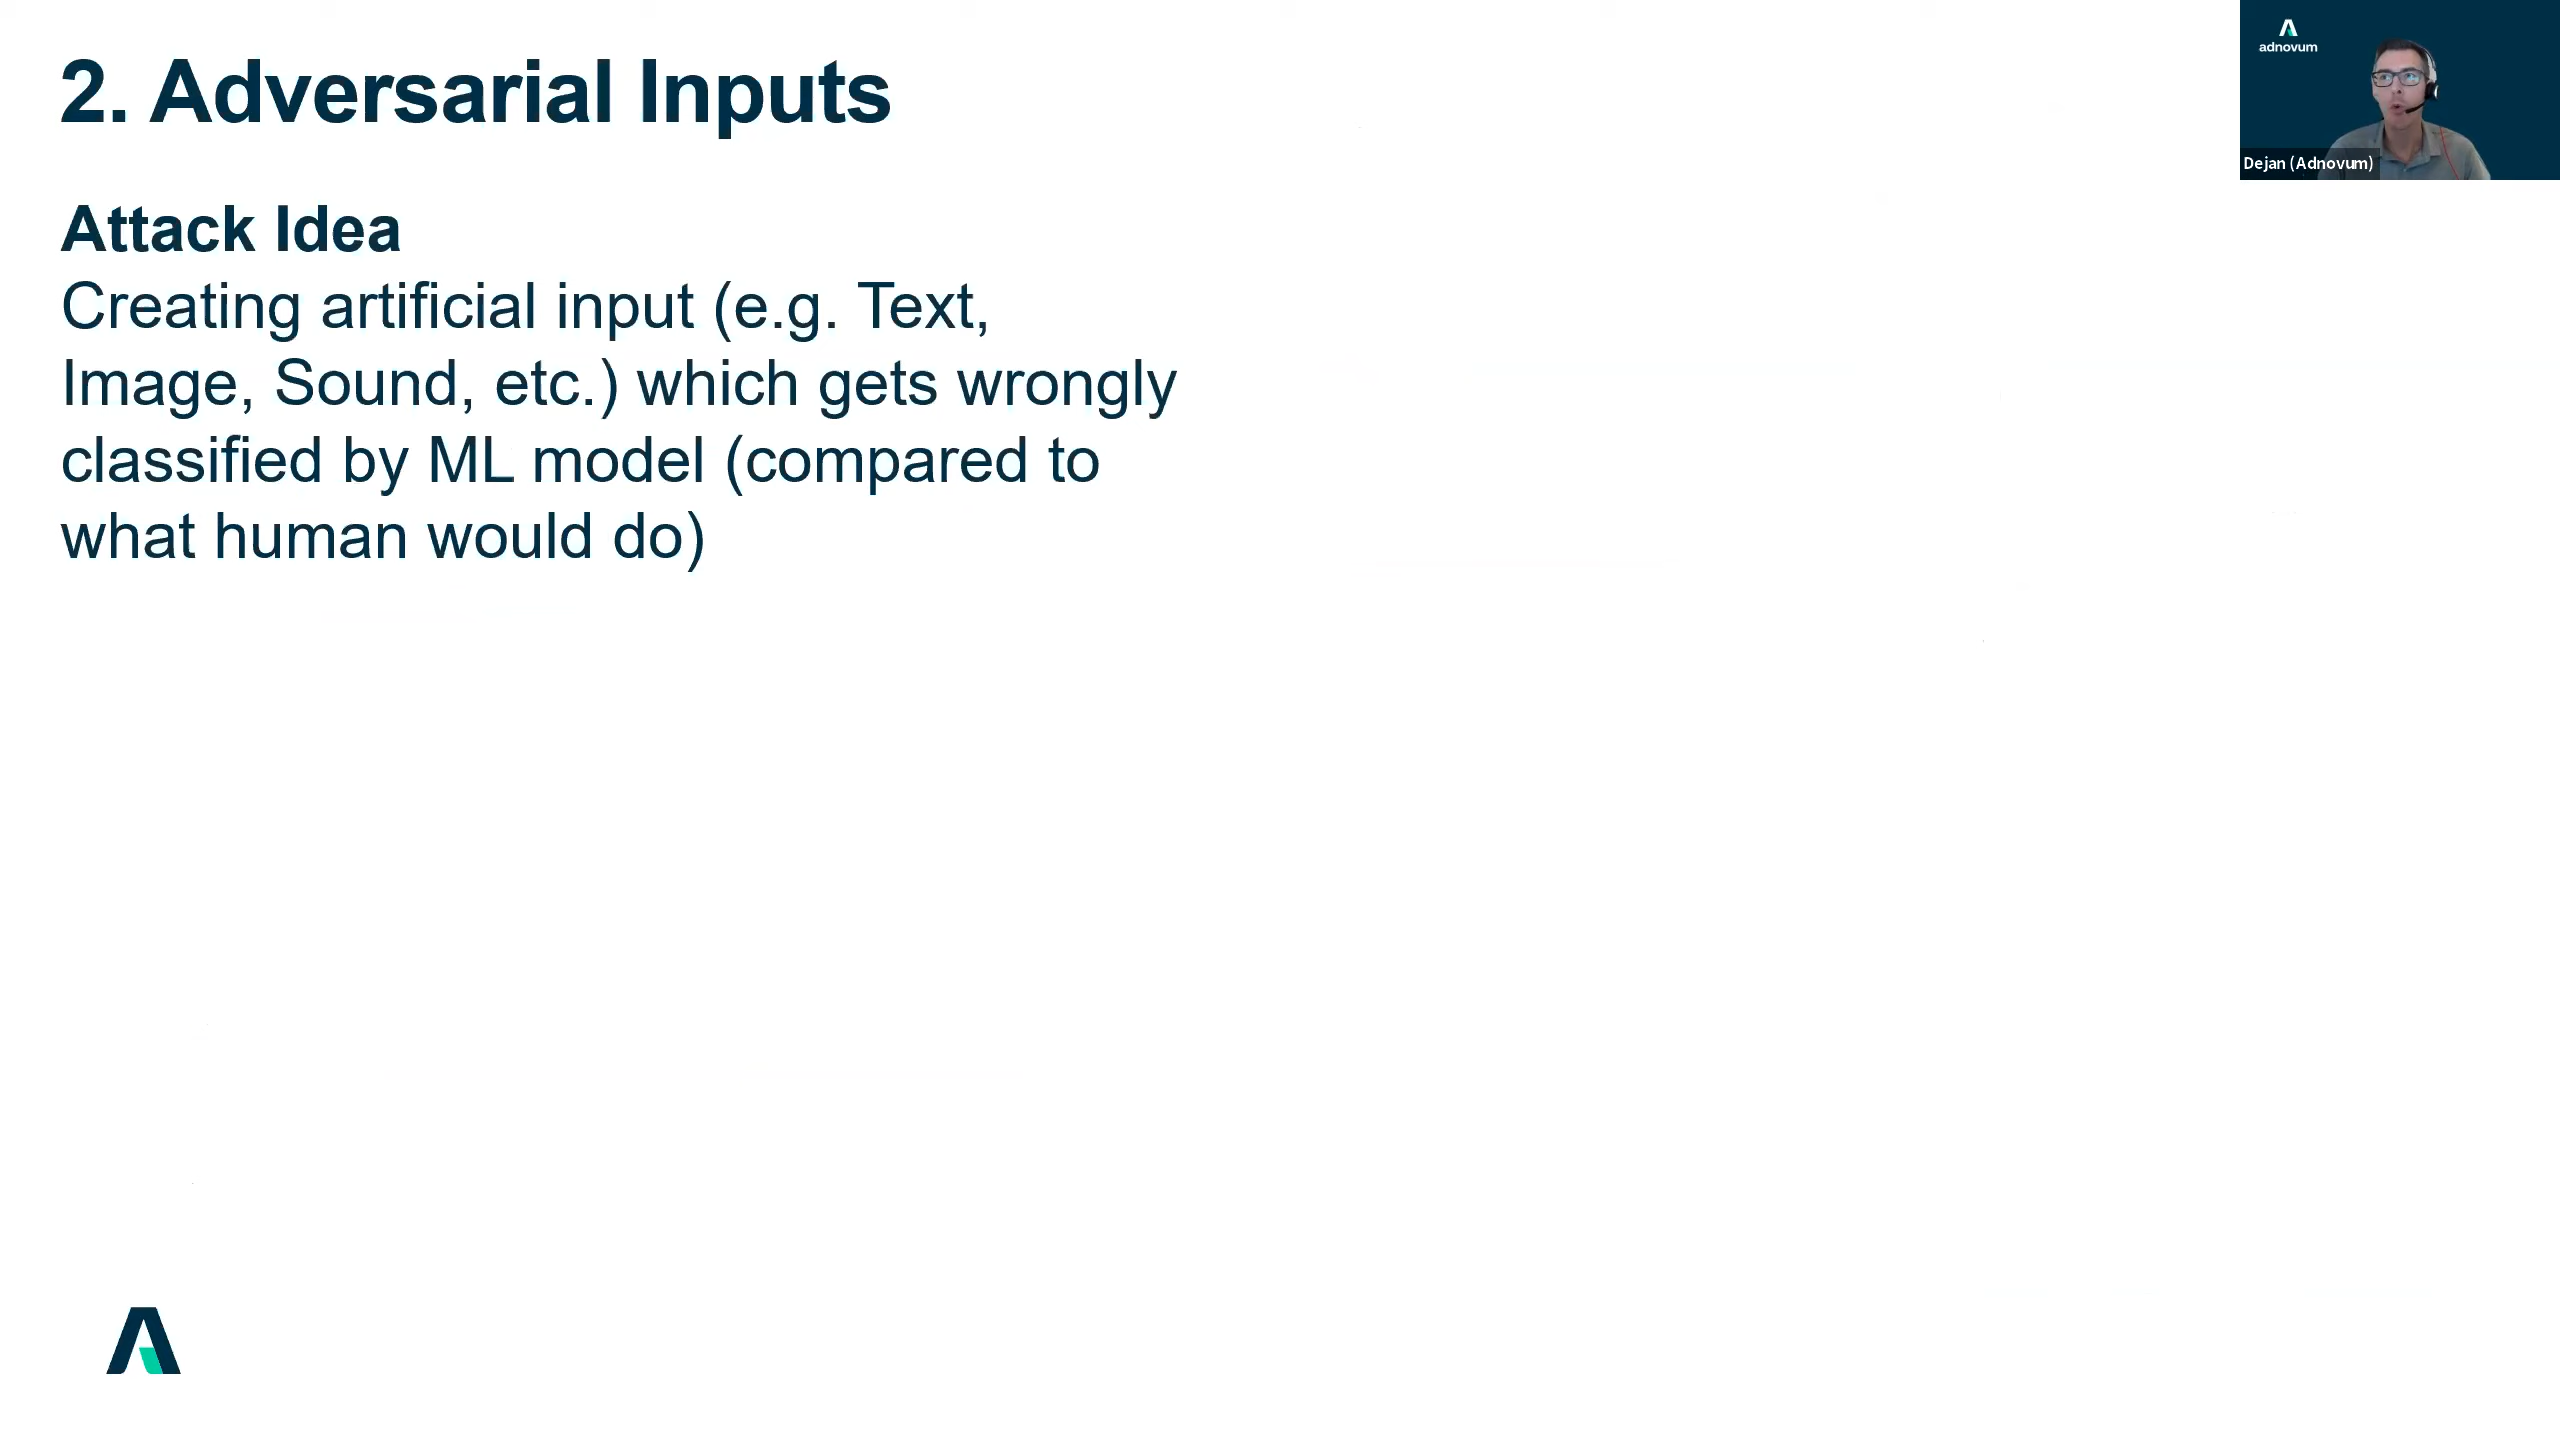 2. Adversarial Inputs
adnovum
Dejan (Adnovum)
Attack Idea
Creating artificial input (e.g. Text,
Image, Sound, etc.) which gets wrongly
classified by ML model (compared to
what human would do)